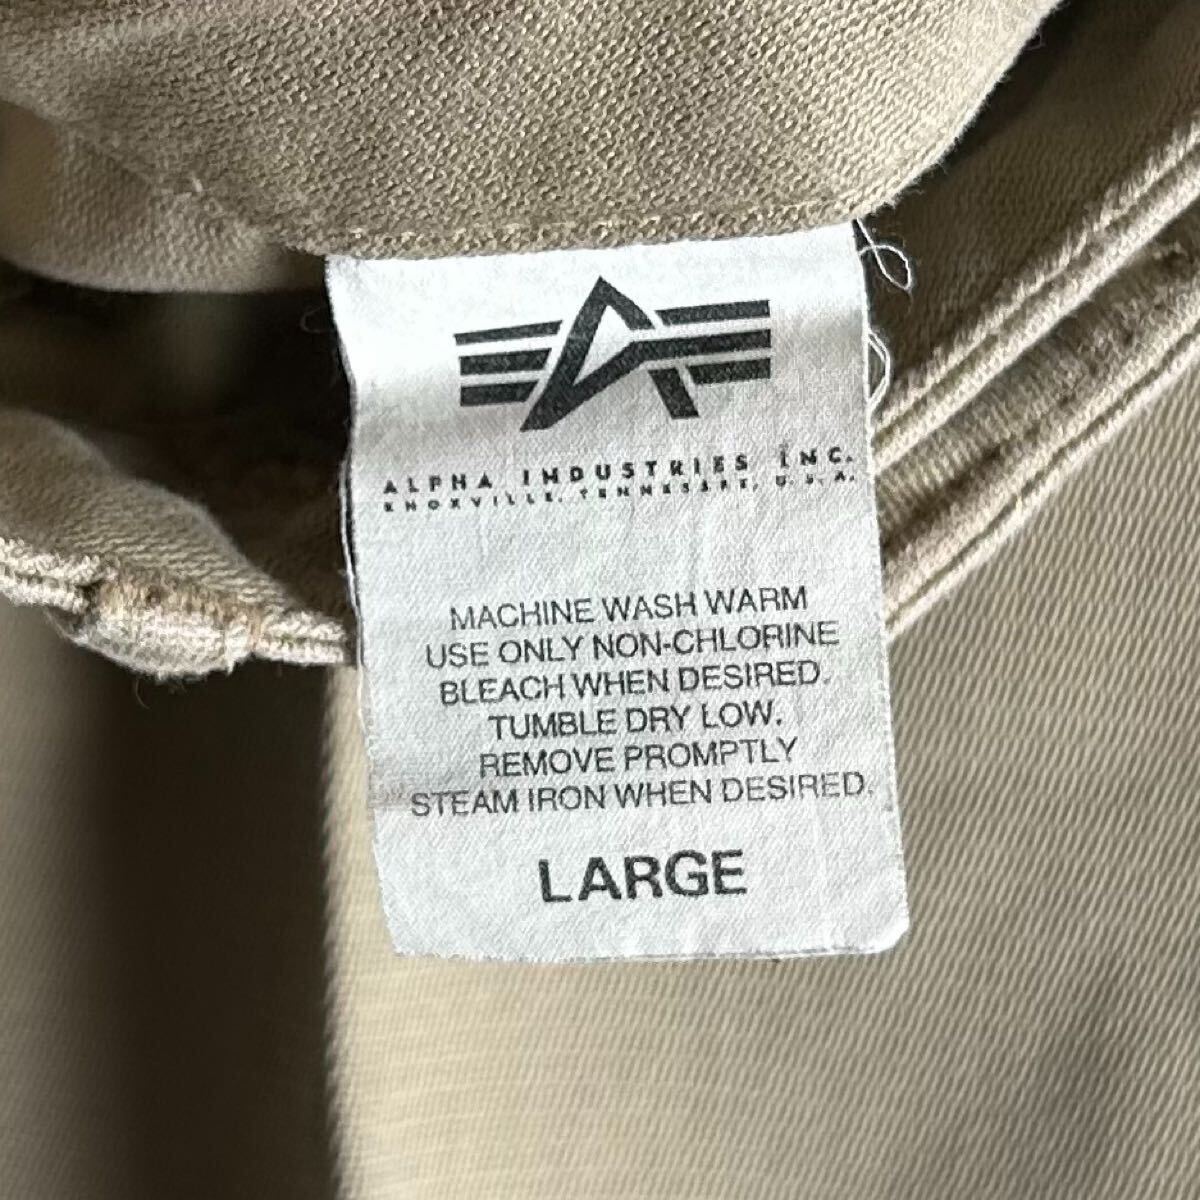 ALPHA INDUSTRIES INC.
KNOXVILLE, TENNESSEE, U.S.A.
MACHINE WASH WARM
USE ONLY NON-CHLORINE
BLEACH WHEN DESIRED.
TUMBLE DRY LOW.
REMOVE PROMPTLY
STEAM IRON WHEN DESIRED.
LARGE